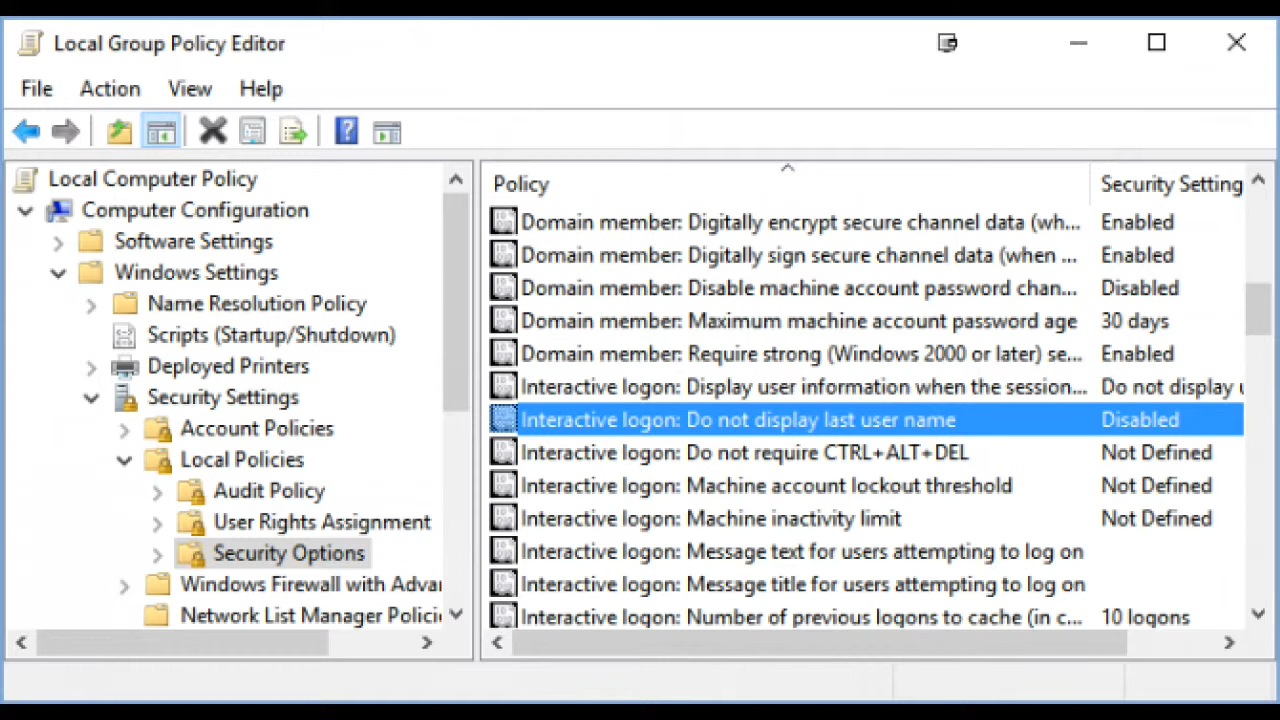 Local Group Policy Editor
File Action View Help
Local Computer Policy
Computer Configuration
Software Settings
Windows Settings
Name Resolution Policy
Scripts (Startup/Shutdown)
Deployed Printers
Security Settings
Account Policies
Local Policies
Audit Policy
User Rights Assignment
Security Options
Windows Firewall with Advar
Network List Manager Policie
Policy Security Setting
Domain member: Digitally encrypt secure channel data (wh... Enabled
Domain member: Digitally sign secure channel data (when ... Enabled
Domain member: Disable machine account password chan... Disabled
Domain member: Maximum machine account password age 30 days
Domain member: Require strong (Windows 2000 or later) se... Enabled
Interactive logon: Display user information when the session... Do not display u
Interactive logon: Do not display last user name Disabled
Interactive logon: Do not require CTRL+ALT+DEL Not Defined
Interactive logon: Machine account lockout threshold Not Defined
Interactive logon: Machine inactivity limit Not Defined
Interactive logon: Message text for users attempting to log on
Interactive logon: Message title for users attempting to log on
Interactive logon: Number of previous logons to cache (in c... 10 logons